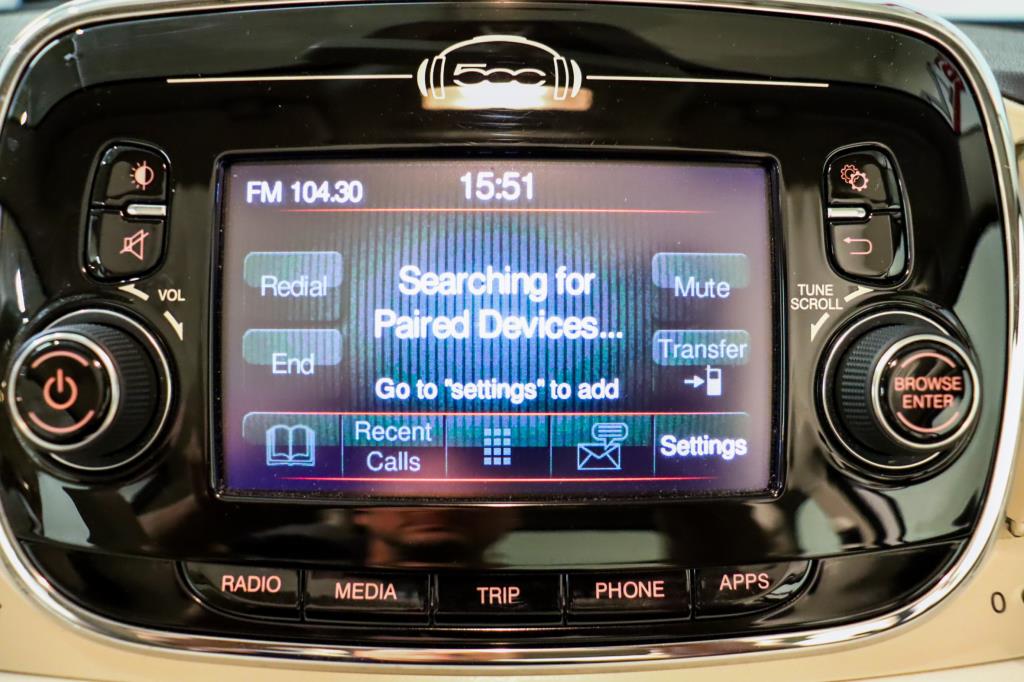 500
FM 104.30
15:51
VOL
TUNE
SCROLL
Redial
Searching for
Paired Devices...
Mute
End
Transfer
Go to "settings" to add
Recent
Calls
Settings
BROWSE
ENTER
RADIO
MEDIA
TRIP
PHONE
APPS
0